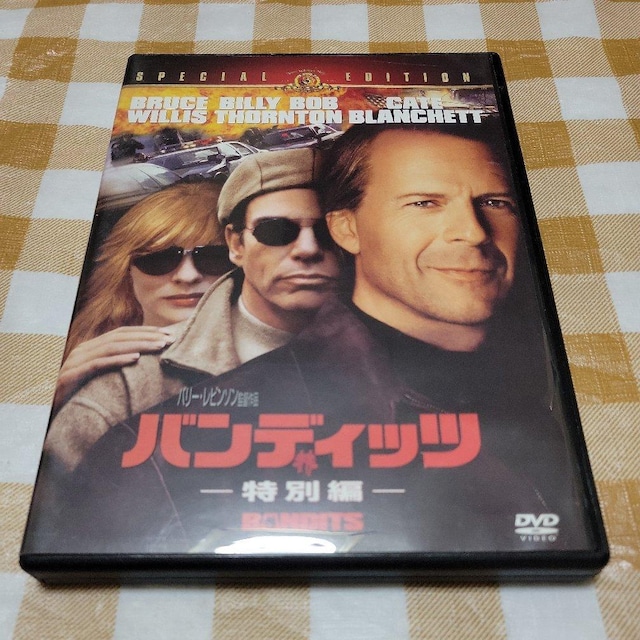 SPECIAL EDITION
BRUCE WILLIS
BILLY BOB THORNTON
CATE BLANCHETT
バリー・レビンソン監督作品
バンディッツ
特別編
BANDITS
DVD
VIDEO